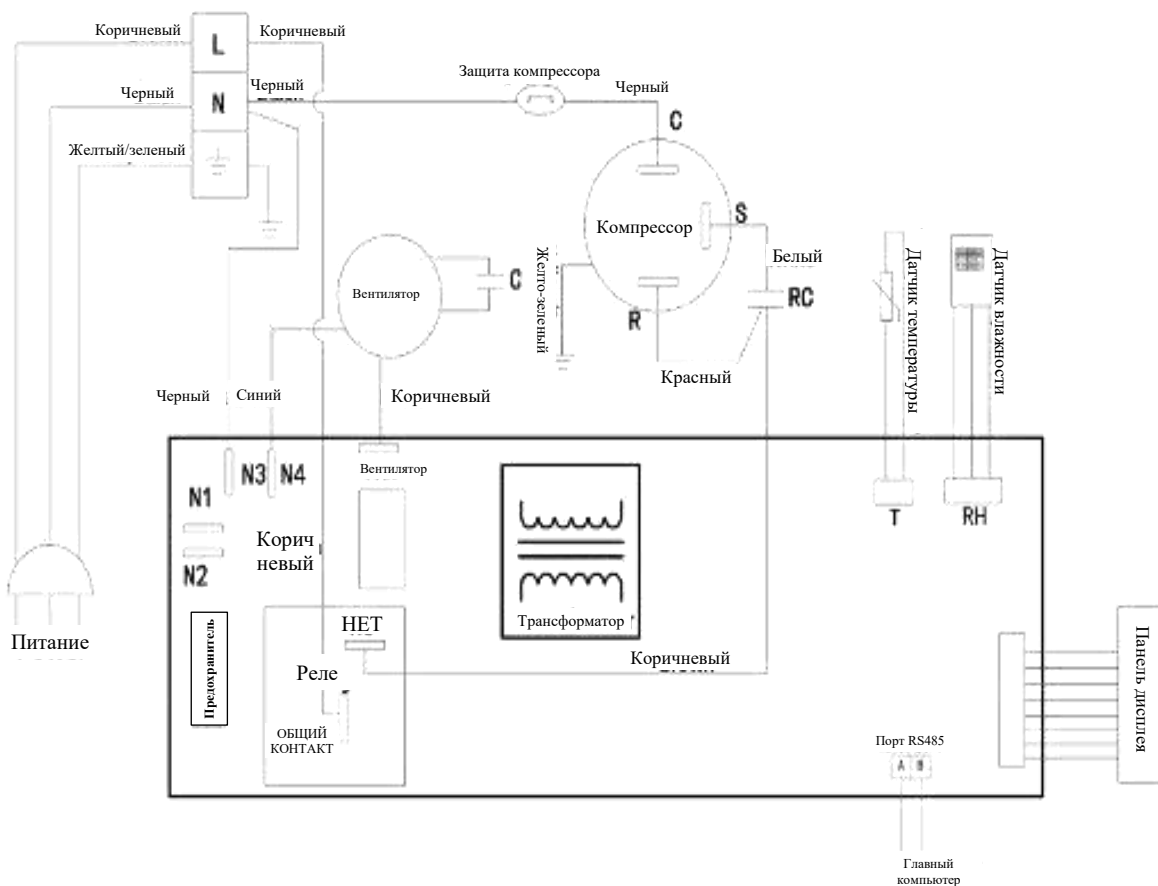 Коричневый
L
Коричневый
Черный
N
Черный
Защита компрессора
Черный
C
Желтый/зеленый
Компрессор
S
Белый
RC
R
Красный
Желто-зеленый
Вентилятор
C
Датчик температуры
Датчик влажности
Черный
Синий
Коричневый
N3
N4
Вентилятор
N1
N2
Корич
невый
T
RH
Трансформатор
Питание
Предохранитель
НЕТ
Реле
ОБЩИЙ
КОНТАКТ
Коричневый
Порт RS485
A
B
Панель дисплея
Главный
компьютер